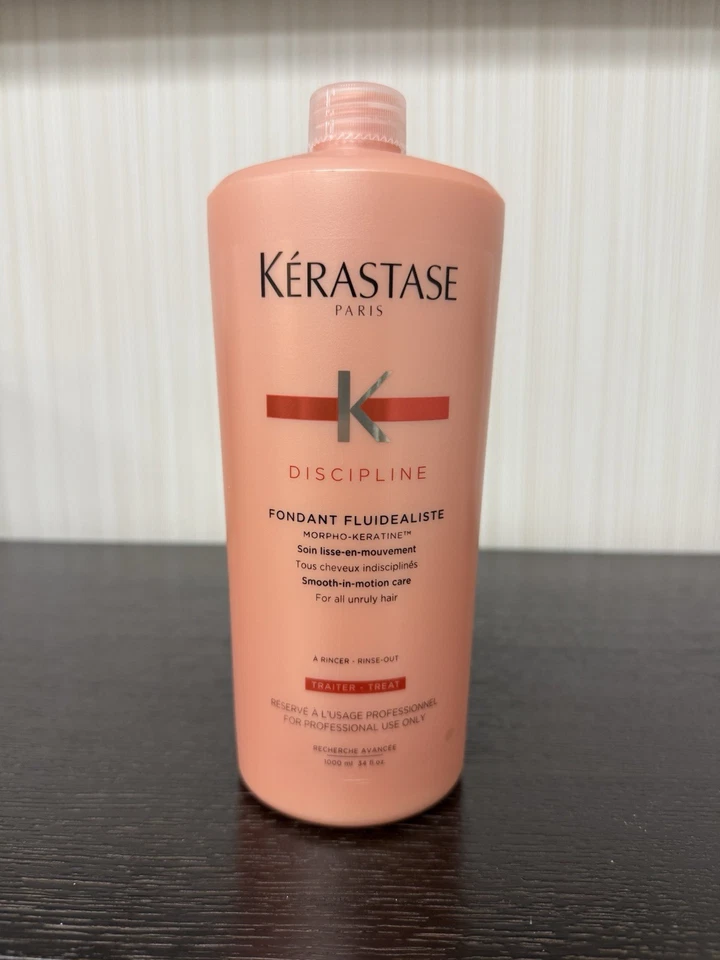 KÉRASTASE
PARIS
K
DISCIPLINE
FONDANT FLUIDEALISTE
MORPHO-KERATINE™
Soin lisse-en-mouvement
Tous cheveux indisciplinés
Smooth-in-motion care
For all unruly hair
À RINCER - RINSE-OUT
TRAITER - TREAT
RÉSERVÉ À L'USAGE PROFESSIONNEL
FOR PROFESSIONAL USE ONLY
RECHERCHE AVANCÉE
1000 ml 34 fl.oz.